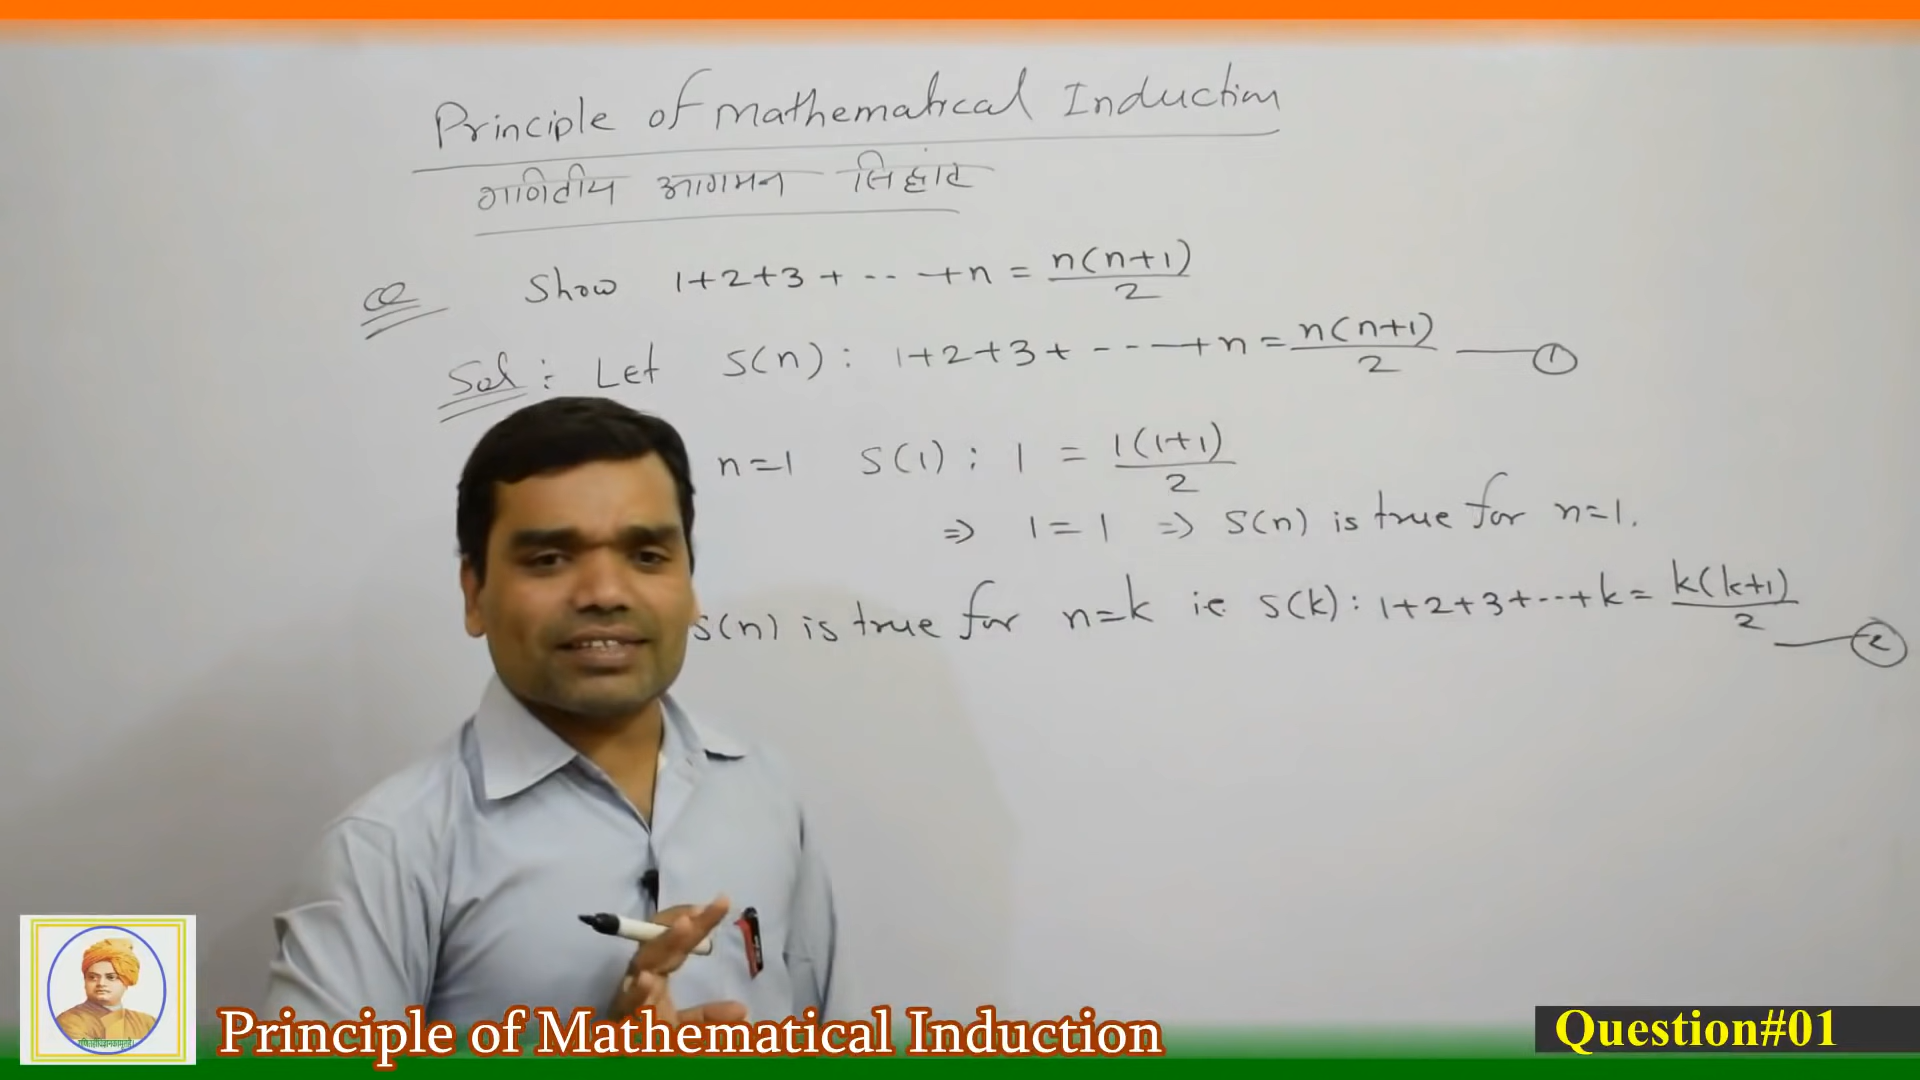 Principle of Mathematical Induction
गणितीय आगमन सिद्धांत
Q Show 1+2+3+ -- +n = n(n+1)/2
Sol: Let S(n): 1+2+3+ ---- +n = n(n+1)/2 —— ①
n=1 S(1): 1 = 1(1+1)/2
⇒ 1=1 ⇒ S(n) is true for n=1.
S(n) is true for n=k ie S(k): 1+2+3+--+k = k(k+1)/2 —— ②
Principle of Mathematical Induction
Question#01